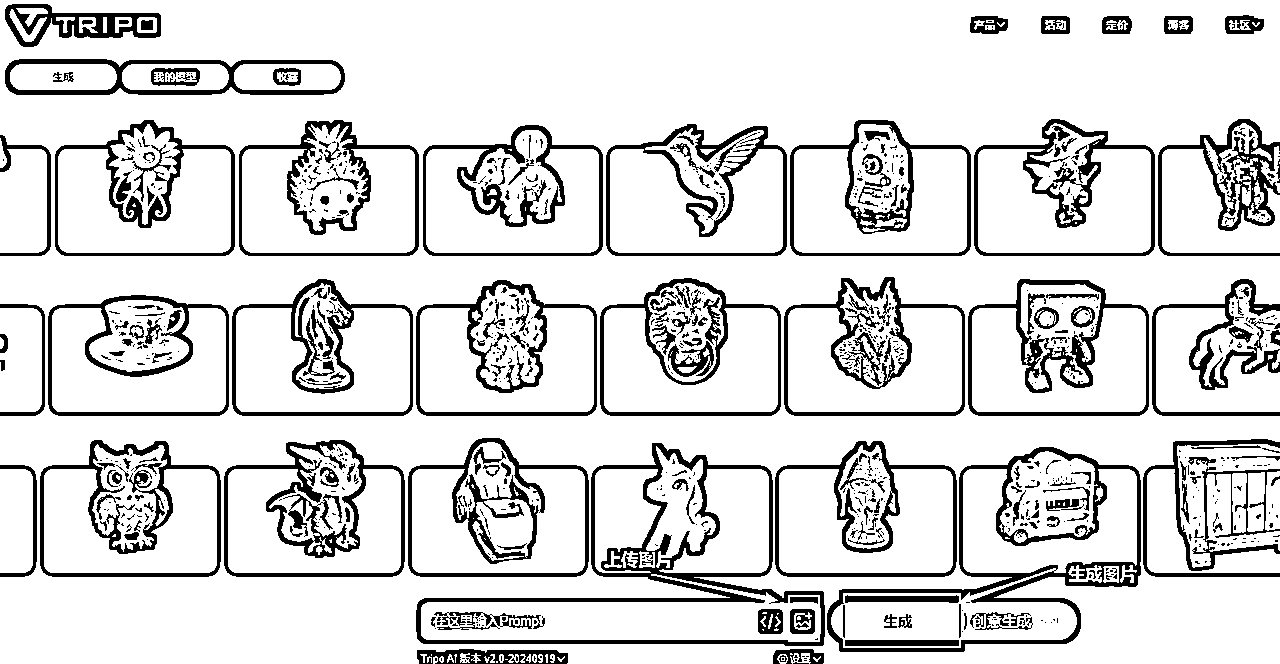 TRIPO
产品
活动
定价
博客
社区
生成
我的模型
收藏
上传图片
生成图片
在这里输入Prompt
</>
生成
创意生成
Tripo AI 版本 v2.0-20240919
设置